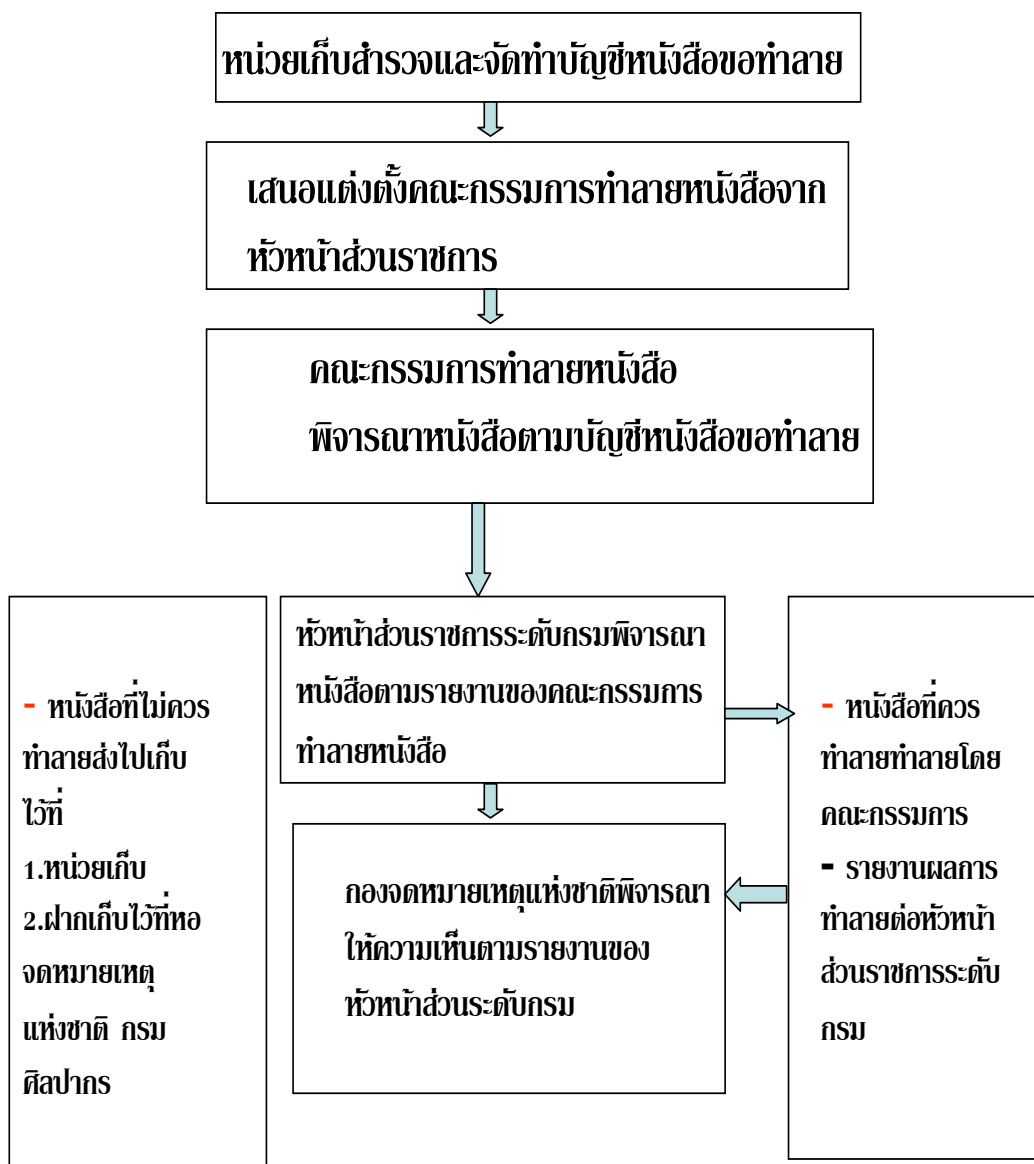 หน่วยเก็บสำรวจและจัดทำบัญชีหนังสือขอทำลาย
เสนอแต่งตั้งคณะกรรมการทำลายหนังสือจาก
หัวหน้าส่วนราชการ
คณะกรรมการทำลายหนังสือ
พิจารณาหนังสือตามบัญชีหนังสือขอทำลาย
- หนังสือที่ไม่ควร
ทำลายส่งไปเก็บ
ไว้ที่
1.หน่วยเก็บ
2.ฝากเก็บไว้ที่หอ
จดหมายเหตุ
แห่งชาติ กรม
ศิลปากร
หัวหน้าส่วนราชการระดับกรมพิจารณา
หนังสือตามรายงานของคณะกรรมการ
ทำลายหนังสือ
กองจดหมายเหตุแห่งชาติพิจารณา
ให้ความเห็นตามรายงานของ
หัวหน้าส่วนระดับกรม
- หนังสือที่ควร
ทำลายทำลายโดย
คณะกรรมการ
- รายงานผลการ
ทำลายต่อหัวหน้า
ส่วนราชการระดับ
กรม